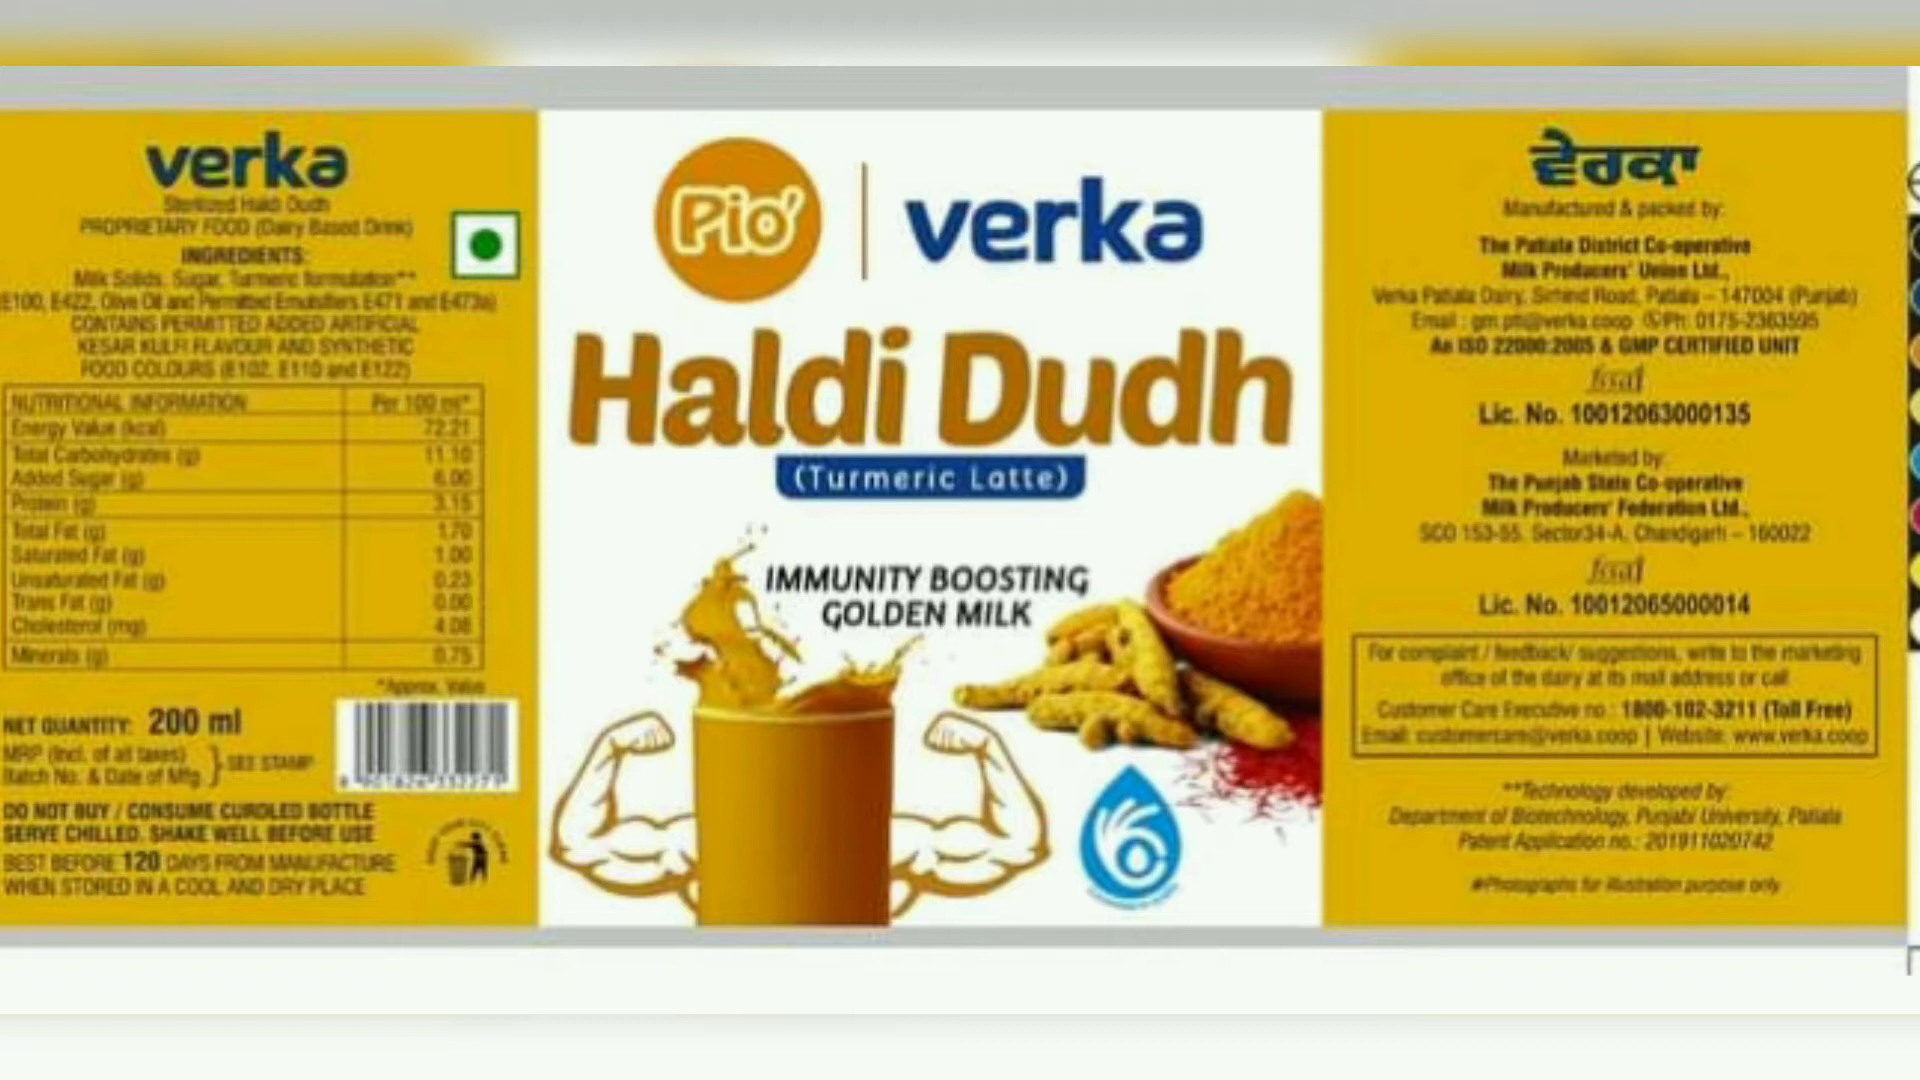 verka
Sterilized Haldi Dudh
PROPRIETARY FOOD (Dairy Based Drink)
INGREDIENTS:
Milk Solids, Sugar, Turmeric formulation**
(E100, E422, Olive Oil and Permitted Emulsifiers E471 and E473a)
CONTAINS PERMITTED ADDED ARTIFICIAL
KESAR KULFI FLAVOUR AND SYNTHETIC
FOOD COLOURS (E102, E110 and E122)
NUTRITIONAL INFORMATION Per 100 ml*
Energy Value (kcal) 72.21
Total Carbohydrates (g) 11.10
Added Sugar (g) 6.00
Protein (g) 3.15
Total Fat (g) 1.70
Saturated Fat (g) 1.00
Unsaturated Fat (g) 0.23
Trans Fat (g) 0.00
Cholesterol (mg) 4.08
Minerals (g) 0.75
*Approx. Value
NET QUANTITY: 200 ml
MRP (Incl. of all taxes)
Batch No. & Date of Mfg. } SEE STAMP
DO NOT BUY / CONSUME CURDLED BOTTLE
SERVE CHILLED. SHAKE WELL BEFORE USE
BEST BEFORE 120 DAYS FROM MANUFACTURE
WHEN STORED IN A COOL AND DRY PLACE
Pio'
verka
Haldi Dudh
(Turmeric Latte)
IMMUNITY BOOSTING
GOLDEN MILK
ਵੇਰਕਾ
Manufactured & packed by:
The Patiala District Co-operative
Milk Producers' Union Ltd.,
Verka Patiala Dairy, Sirhind Road, Patiala – 147004 (Punjab)
Email : gm.ptl@verka.coop Ph: 0175-2363595
An ISO 22000:2005 & GMP CERTIFIED UNIT
fssai
Lic. No. 10012063000135
Marketed by:
The Punjab State Co-operative
Milk Producers' Federation Ltd.,
SCO 153-55, Sector34-A, Chandigarh – 160022
fssai
Lic. No. 10012065000014
For complaint / feedback/ suggestions, write to the marketing
office of the dairy at its mail address or call
Customer Care Executive no.: 1800-102-3211 (Toll Free)
Email: customercare@verka.coop | Website: www.verka.coop
**Technology developed by:
Department of Biotechnology, Punjabi University, Patiala
Patent Application no.: 201911020742
#Photographs for illustration purpose only